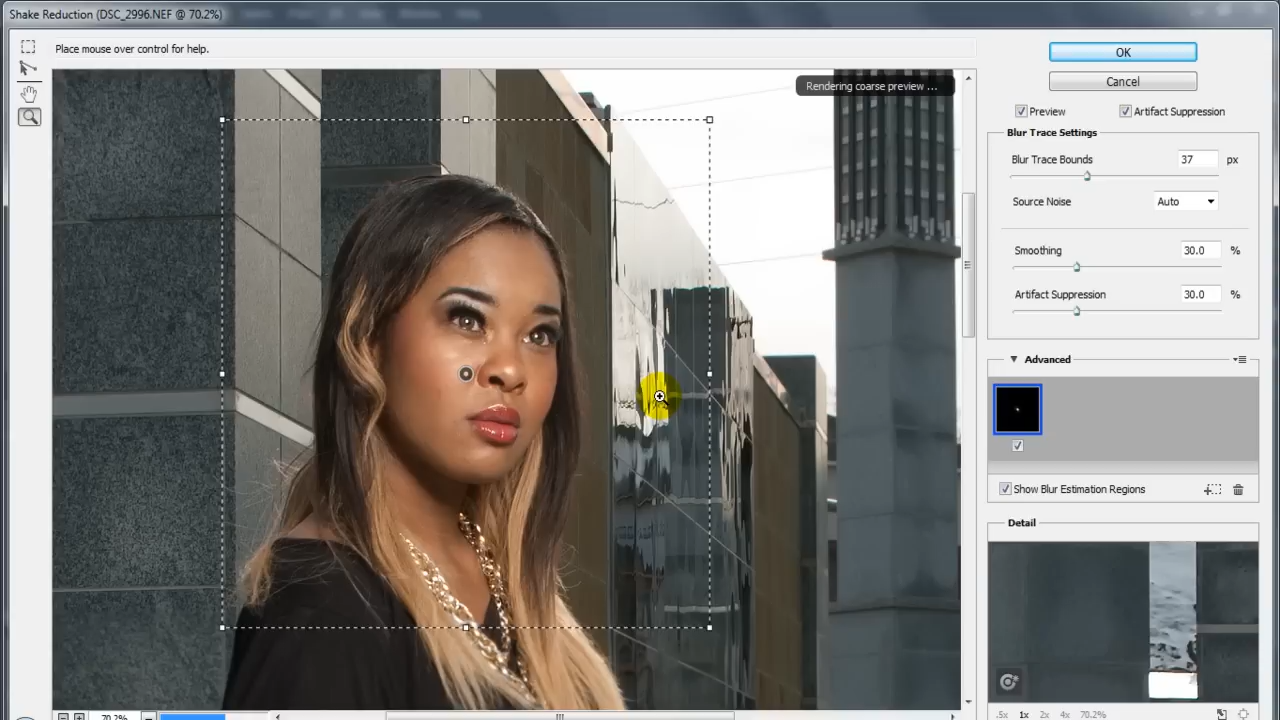 Shake Reduction (DSC_2996.NEF @ 70.2%)
Place mouse over control for help.
Rendering coarse preview ...
OK
Cancel
Preview
Artifact Suppression
Blur Trace Settings
Blur Trace Bounds 37 px
Source Noise Auto
Smoothing 30.0 %
Artifact Suppression 30.0 %
Advanced
Show Blur Estimation Regions
Detail
.5x 1x 2x 4x 70.2%
70.2%